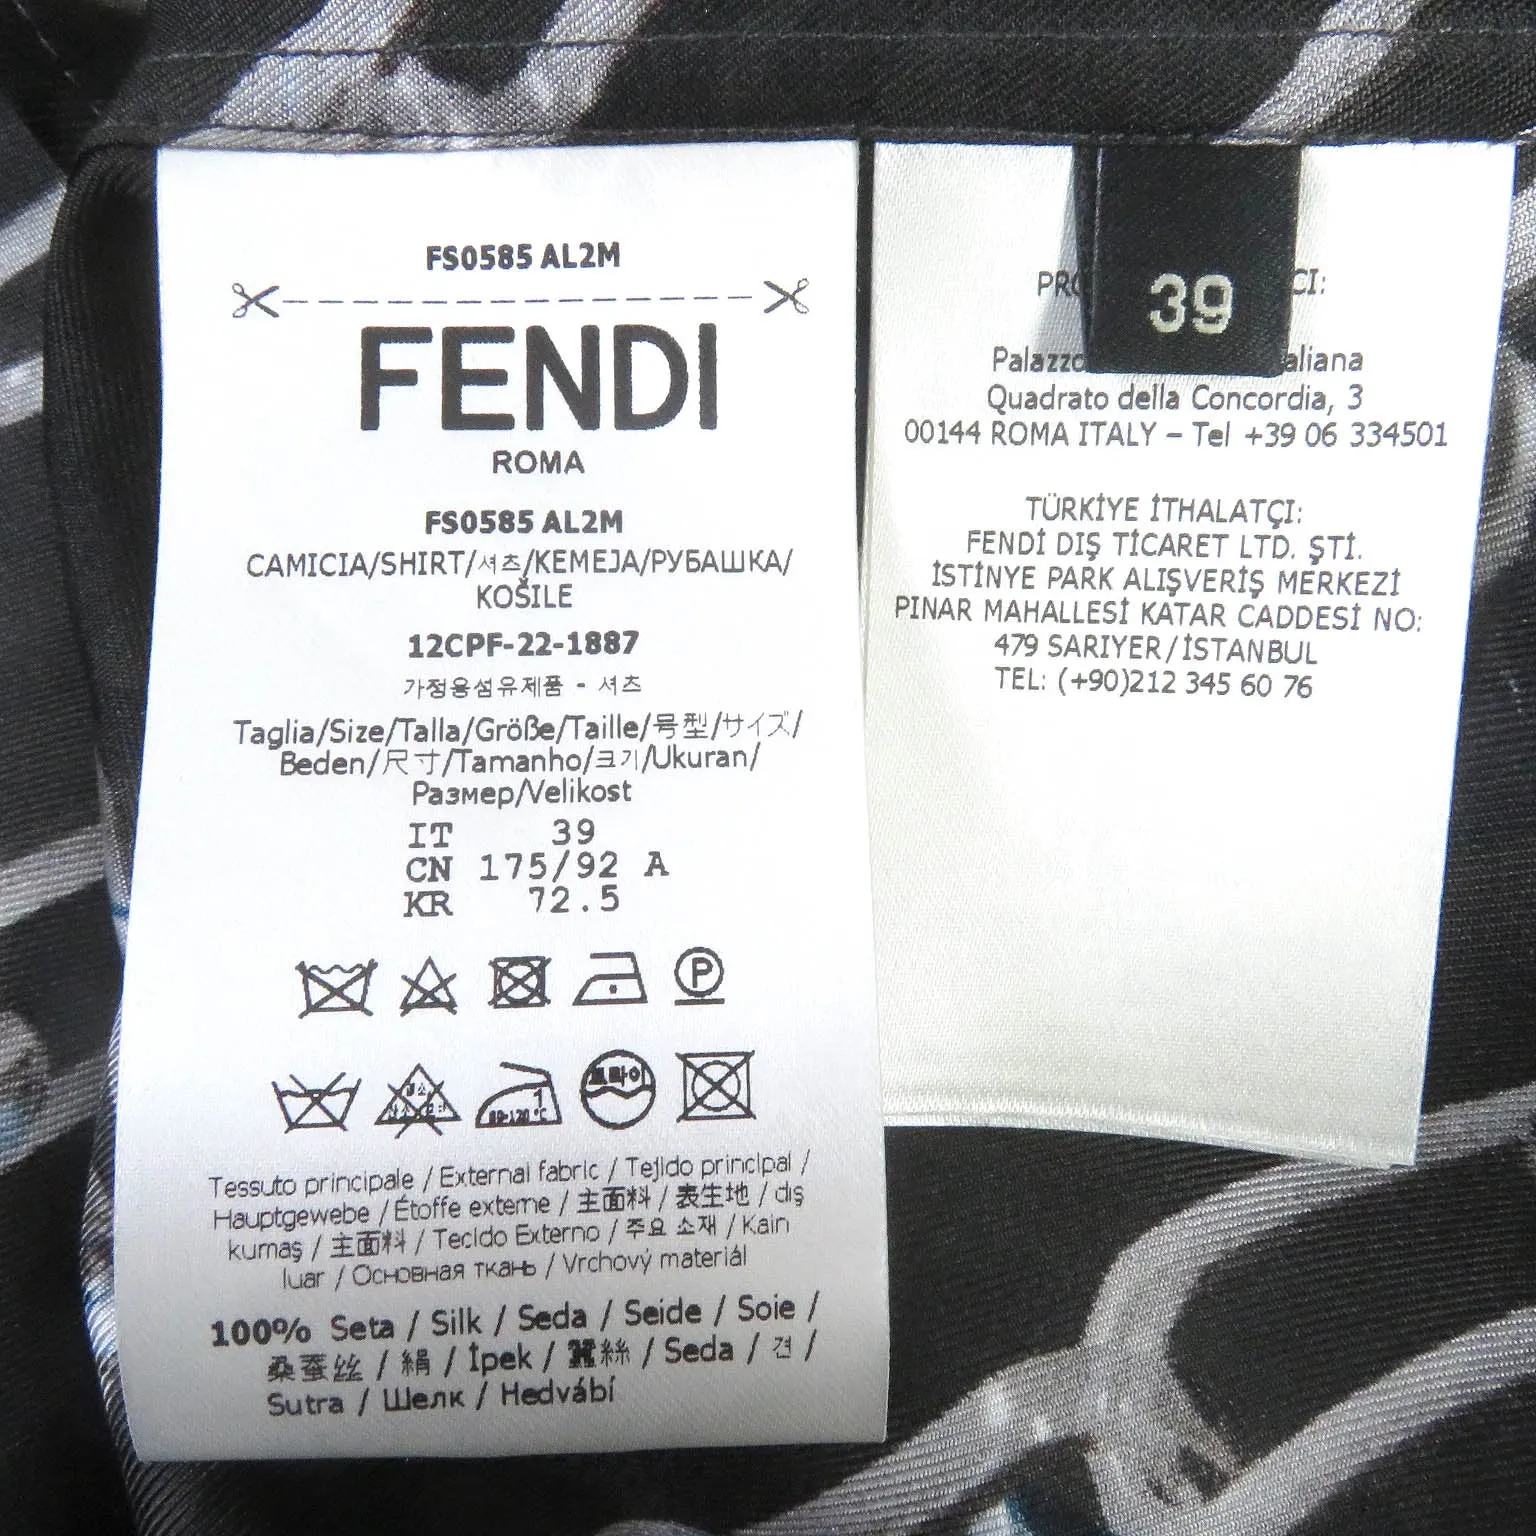 FS0585 AL2M
FENDI
ROMA
FS0585 AL2M
CAMICIA/SHIRT/셔츠/KEMEJA/РУБАШКА/
KOŠILE
12CPF-22-1887
가정용섬유제품 - 셔츠
Taglia/Size/Talla/Größe/Taille/号型/サイズ/
Beden/尺寸/Tamanho/크기/Ukuran/
Размер/Velikost
IT 39
CN 175/92 A
KR 72.5
1
80-120°C
Tessuto principale / External fabric / Tejido principal /
Hauptgewebe / Étoffe externe / 主面料 / 表生地 / dış
kumaş / 主面料 / Tecido Externo / 주요 소재 / Kain
luar / Основная ткань / Vrchový materiál
100% Seta / Silk / Seda / Seide / Soie /
桑蚕丝 / 絹 / İpek / 蠶絲 / Seda / 견 /
Sutra / Шелк / Hedvábí
39
CI:
Palazzo aliana
Quadrato della Concordia, 3
00144 ROMA ITALY – Tel +39 06 334501
TÜRKİYE İTHALATÇI:
FENDİ DIŞ TİCARET LTD. ŞTİ.
İSTİNYE PARK ALIŞVERİŞ MERKEZİ
PINAR MAHALLESİ KATAR CADDESİ NO:
479 SARIYER/İSTANBUL
TEL: (+90)212 345 60 76